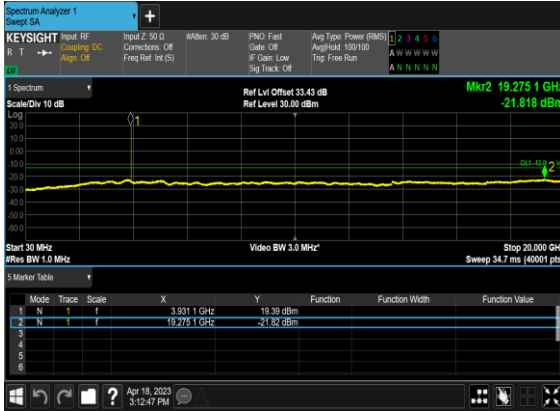 Spectrum Analyzer 1
Swept SA
+
KEYSIGHT
R T
Input: RF
Coupling: DC
Align: Off
Input Z: 50 Ω
Corrections: Off
Freq Ref: Int (S)
#Atten: 30 dB
PNO: Fast
Gate: Off
IF Gain: Low
Sig Track: Off
Avg Type: Power (RMS)
Avg|Hold: 100/100
Trig: Free Run
1 2 3 4 5 6
A W W W W W
A N N N N N
1 Spectrum
Scale/Div 10 dB
Ref Lvl Offset 33.43 dB
Ref Level 30.00 dBm
Mkr2 19.275 1 GHz
-21.818 dBm
Log
20.0
10.0
0.00
-10.0
-20.0
-30.0
-40.0
-50.0
-60.0
1
2
Start 30 MHz
#Res BW 1.0 MHz
Video BW 3.0 MHz*
Stop 20.000 GH
Sweep 34.7 ms (40001 pts
5 Marker Table
Mode Trace Scale X Y Function Function Width Function Value
1 N 1 f 3.931 1 GHz 19.39 dBm
2 N 1 f 19.275 1 GHz -21.82 dBm
3
4
5
6
?
Apr 18, 2023
3:12:47 PM